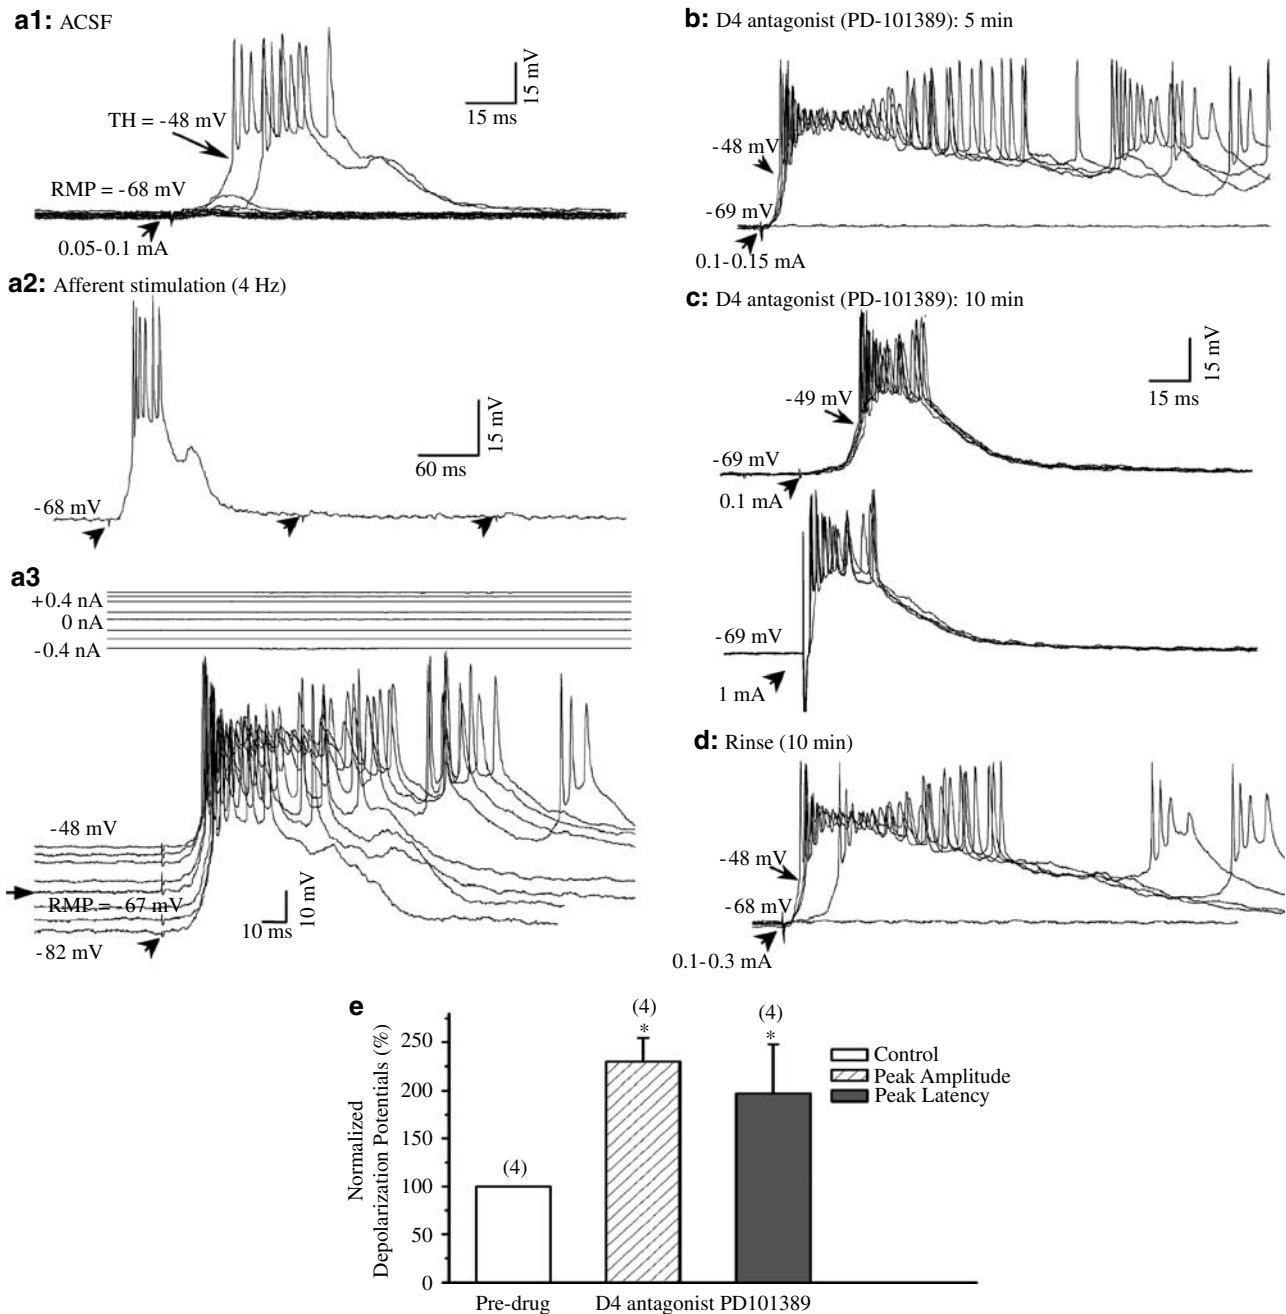 a1: ACSF
TH = -48 mV
RMP = -68 mV
0.05-0.1 mA
15 ms
15 mV
a2: Afferent stimulation (4 Hz)
-68 mV
60 ms
15 mV
a3
+0.4 nA
0 nA
-0.4 nA
-48 mV
RMP = -67 mV
-82 mV
10 ms
10 mV
b: D4 antagonist (PD-101389): 5 min
-48 mV
-69 mV
0.1-0.15 mA
c: D4 antagonist (PD-101389): 10 min
-49 mV
-69 mV
0.1 mA
15 ms
15 mV
-69 mV
1 mA
d: Rinse (10 min)
-48 mV
-68 mV
0.1-0.3 mA
e
Normalized
Depolarization Potentials (%)
250
200
150
100
50
0
(4)
(4)
*
(4)
*
Control
Peak Amplitude
Peak Latency
Pre-drug
D4 antagonist PD101389